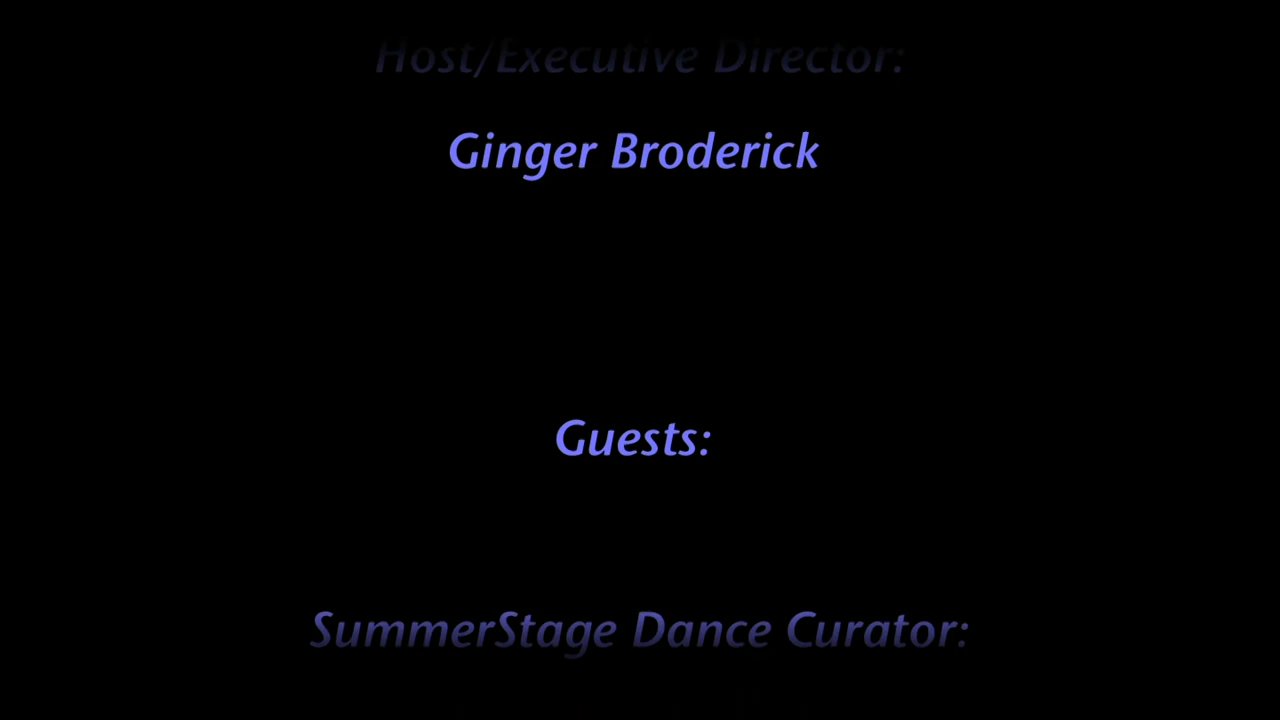 Host/Executive Director:
Ginger Broderick
Guests:
SummerStage Dance Curator: